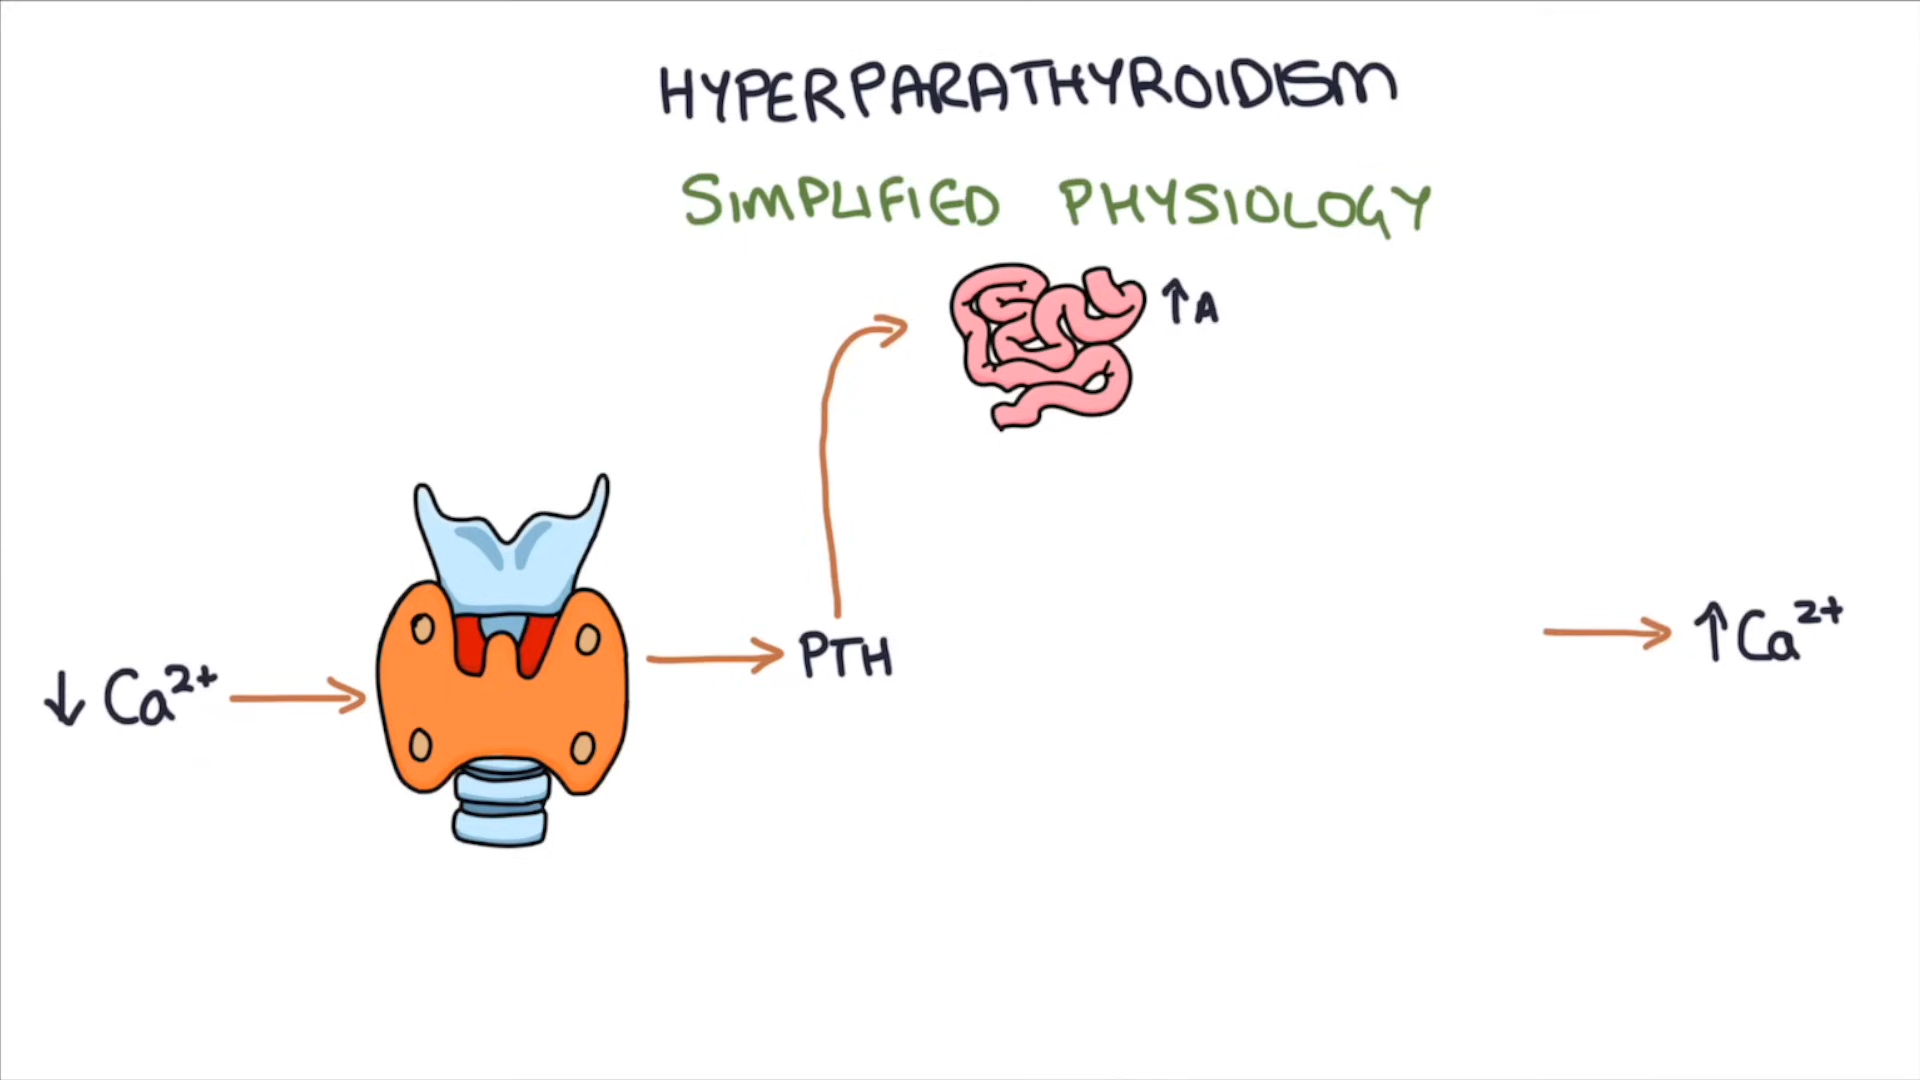 HYPERPARATHYROIDISM
SIMPLIFIED PHYSIOLOGY
↑A
↓ Ca²⁺
PTH
↑Ca²⁺